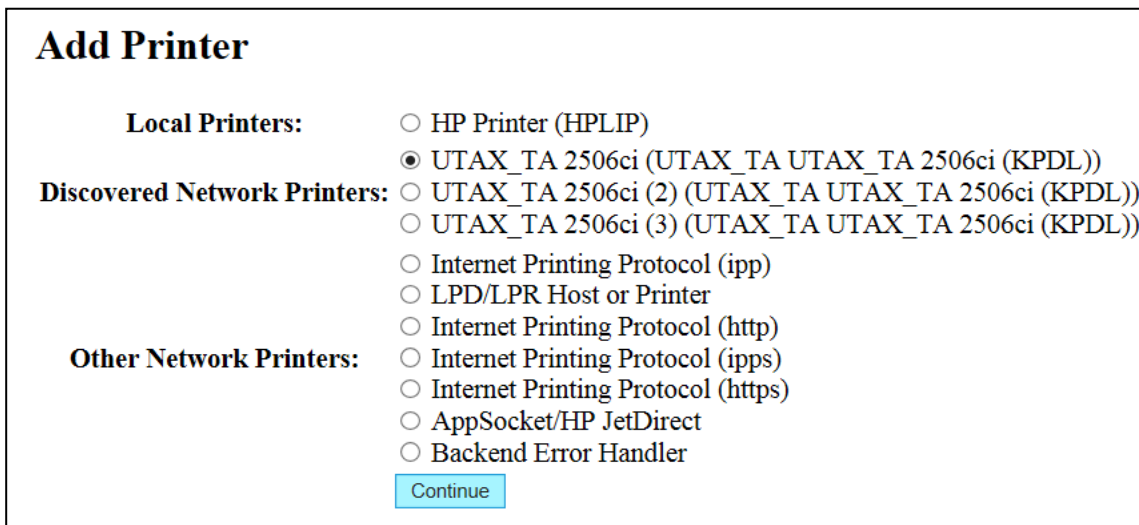 Add Printer
Local Printers: HP Printer (HPLIP)
UTAX_TA 2506ci (UTAX_TA UTAX_TA 2506ci (KPDL))
Discovered Network Printers: UTAX_TA 2506ci (2) (UTAX_TA UTAX_TA 2506ci (KPDL))
UTAX_TA 2506ci (3) (UTAX_TA UTAX_TA 2506ci (KPDL))
Internet Printing Protocol (ipp)
LPD/LPR Host or Printer
Internet Printing Protocol (http)
Other Network Printers: Internet Printing Protocol (ipps)
Internet Printing Protocol (https)
AppSocket/HP JetDirect
Backend Error Handler
Continue